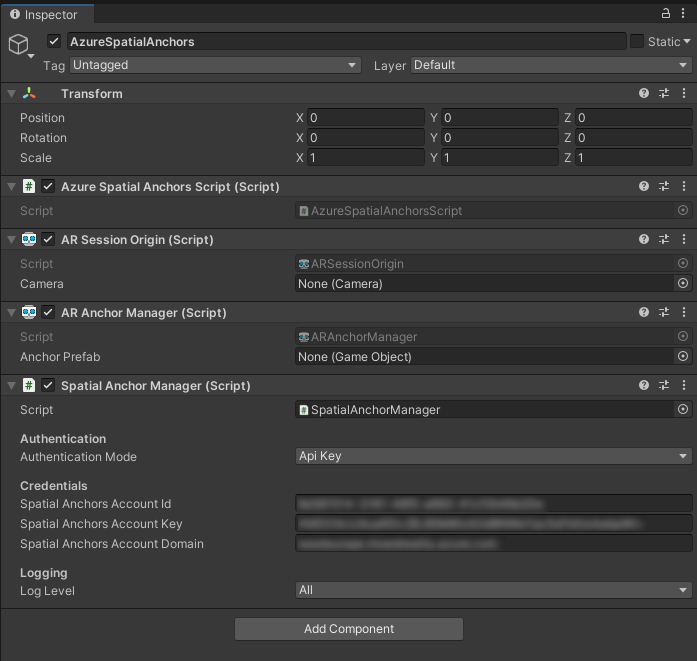 Inspector
AzureSpatialAnchors
Static
Tag Untagged Layer Default
Transform
Position X 0 Y 0 Z 0
Rotation X 0 Y 0 Z 0
Scale X 1 Y 1 Z 1
Azure Spatial Anchors Script (Script)
Script AzureSpatialAnchorsScript
AR Session Origin (Script)
Script ARSessionOrigin
Camera None (Camera)
AR Anchor Manager (Script)
Script ARAnchorManager
Anchor Prefab None (Game Object)
# Spatial Anchor Manager (Script)
Script SpatialAnchorManager
Authentication
Authentication Mode Api Key
Credentials
Spatial Anchors Account Id
Spatial Anchors Account Key
Spatial Anchors Account Domain
Logging
Log Level All
Add Component